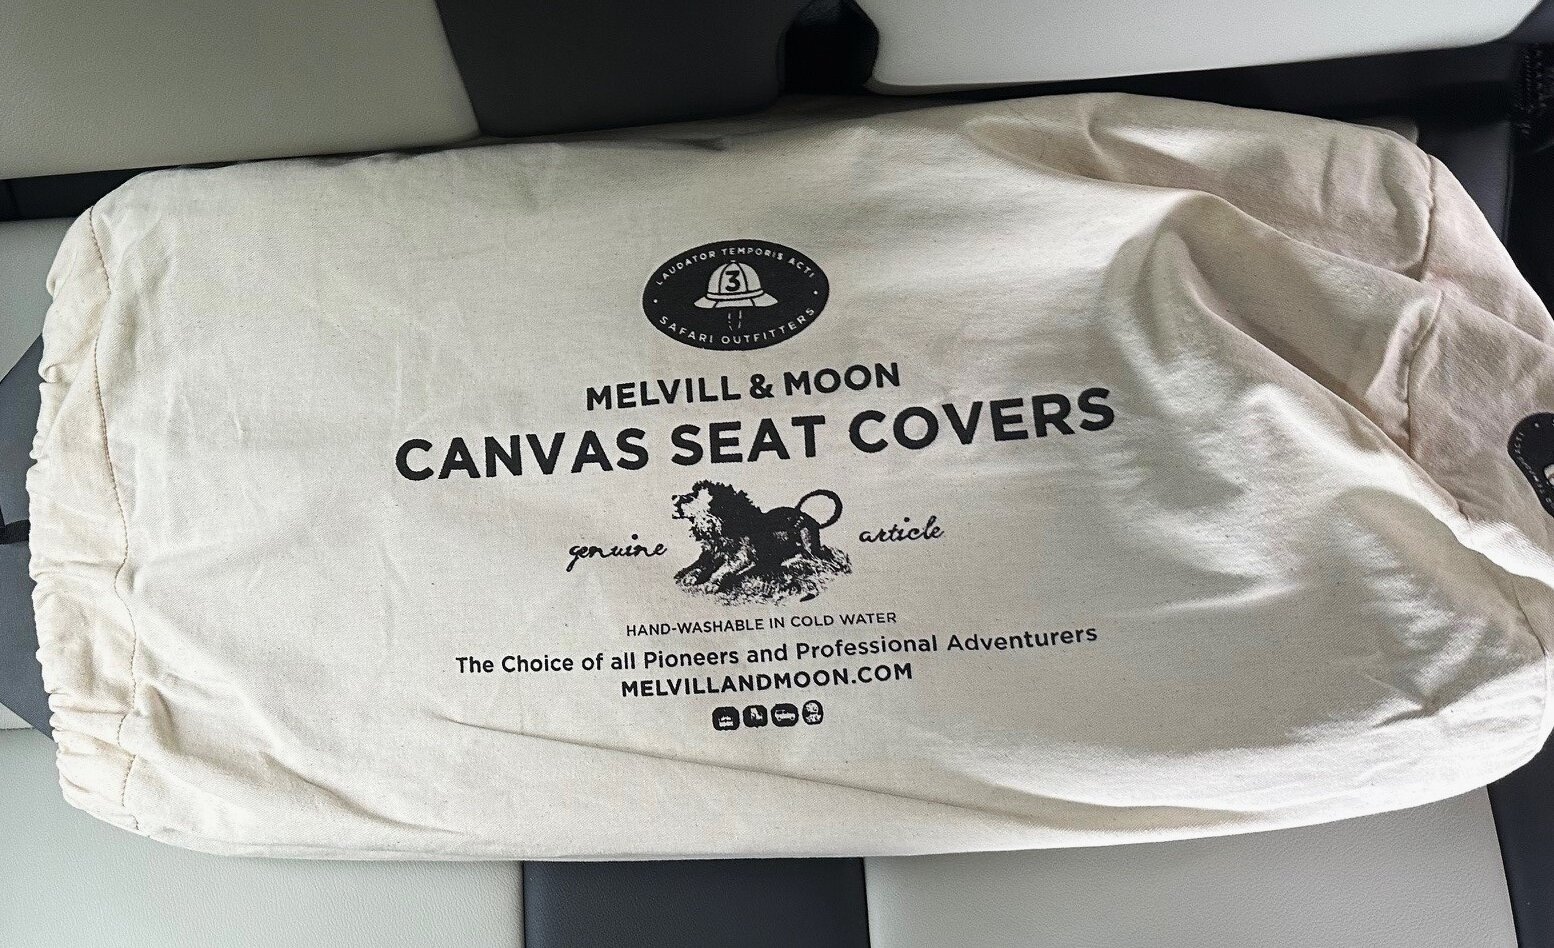 LAUDATOR TEMPORIS ACTI
3
SAFARI OUTFITTERS
MELVILL & MOON
CANVAS SEAT COVERS
genuine article
HAND-WASHABLE IN COLD WATER
The Choice of all Pioneers and Professional Adventurers
MELVILLANDMOON.COM